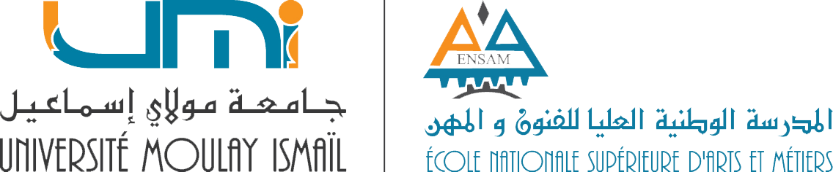 umi
جامعة مولاي إسماعيل
UNIVERSITÉ MOULAY ISMAÏL
ENSAM
المدرسة الوطنية العليا للفنون و المهن
ÉCOLE NATIONALE SUPÉRIEURE D'ARTS ET MÉTIERS